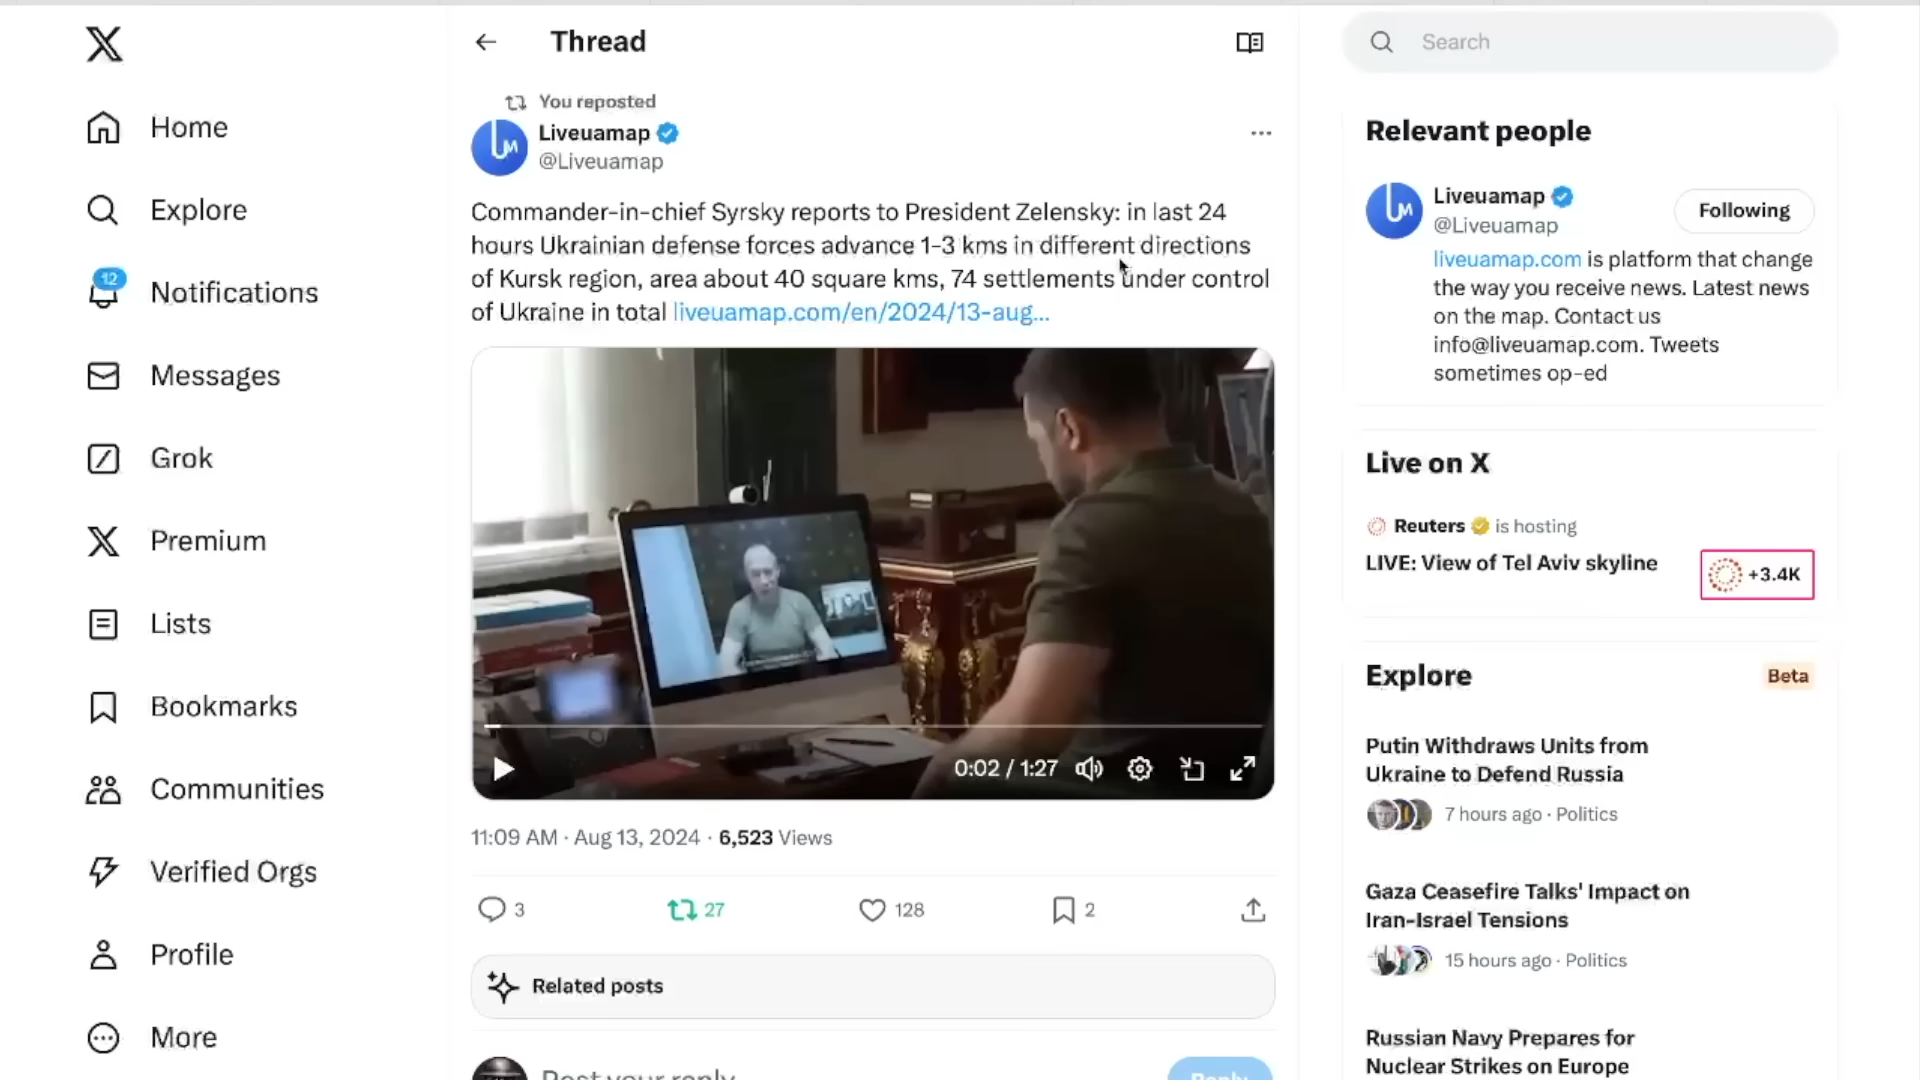 Thread
Search
You reposted
Liveuamap
@Liveuamap
Commander-in-chief Syrsky reports to President Zelensky: in last 24
hours Ukrainian defense forces advance 1-3 kms in different directions
of Kursk region, area about 40 square kms, 74 settlements under control
of Ukraine in total liveuamap.com/en/2024/13-aug...
0:02 / 1:27
11:09 AM · Aug 13, 2024 · 6,523 Views
3
27
128
2
Related posts
Post your reply
Reply
Home
Explore
12
Notifications
Messages
Grok
Premium
Lists
Bookmarks
Communities
Verified Orgs
Profile
More
Relevant people
Liveuamap
@Liveuamap
Following
liveuamap.com is platform that change
the way you receive news. Latest news
on the map. Contact us
info@liveuamap.com. Tweets
sometimes op-ed
Live on X
Reuters is hosting
LIVE: View of Tel Aviv skyline
+3.4K
Explore
Beta
Putin Withdraws Units from
Ukraine to Defend Russia
7 hours ago · Politics
Gaza Ceasefire Talks' Impact on
Iran-Israel Tensions
15 hours ago · Politics
Russian Navy Prepares for
Nuclear Strikes on Europe